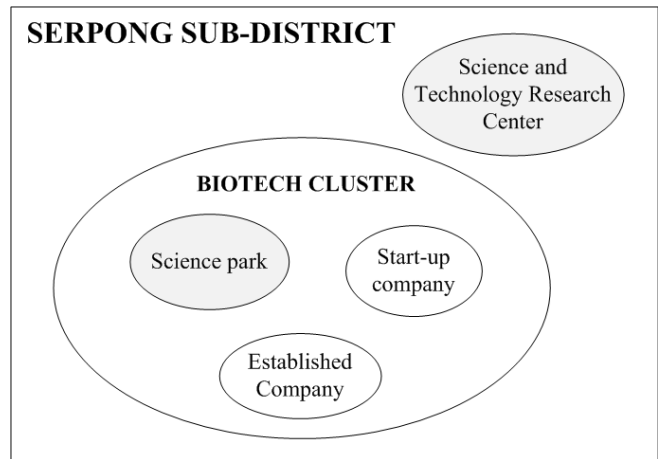 SERPONG SUB-DISTRICT
Science and
Technology Research
Center
BIOTECH CLUSTER
Science park
Start-up
company
Established
Company